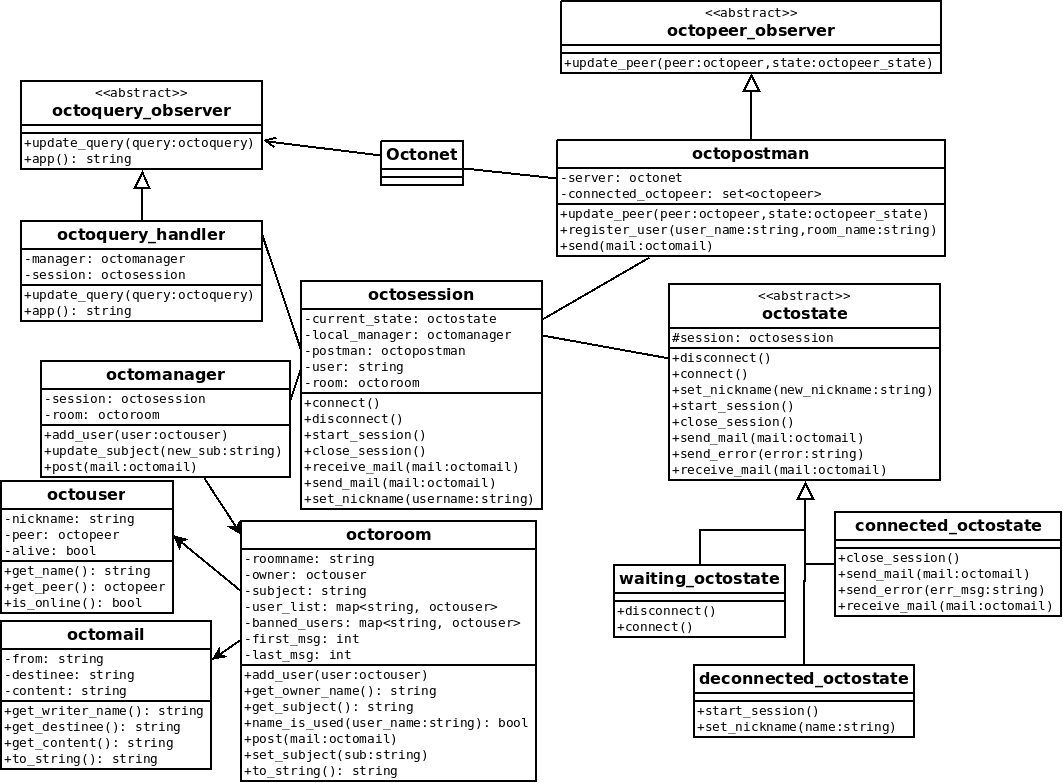 <<abstract>>
octopeer_observer
+update_peer(peer:octopeer,state:octopeer_state)
<<abstract>>
octoquery_observer
+update_query(query:octoquery)
+app(): string
Octonet
octopostman
-server: octonet
-connected_octopeer: set<octopeer>
+update_peer(peer:octopeer,state:octopeer_state)
+register_user(user_name:string,room_name:string)
+send(mail:octomail)
octoquery_handler
-manager: octomanager
-session: octosession
+update_query(query:octoquery)
+app(): string
octosession
-current_state: octostate
-local_manager: octomanager
-postman: octopostman
-user: string
-room: octoroom
+connect()
+disconnect()
+start_session()
+close_session()
+receive_mail(mail:octomail)
+send_mail(mail:octomail)
+set_nickname(username:string)
<<abstract>>
octostate
#session: octosession
+disconnect()
+connect()
+set_nickname(new_nickname:string)
+start_session()
+close_session()
+send_mail(mail:octomail)
+send_error(error:string)
+receive_mail(mail:octomail)
octomanager
-session: octosession
-room: octoroom
+add_user(user:octouser)
+update_subject(new_sub:string)
+post(mail:octomail)
octouser
-nickname: string
-peer: octopeer
-alive: bool
+get_name(): string
+get_peer(): octopeer
+is_online(): bool
octoroom
-roomname: string
-owner: octouser
-subject: string
-user_list: map<string, octouser>
-banned_users: map<string, octouser>
-first_msg: int
-last_msg: int
+add_user(user:octouser)
+get_owner_name(): string
+get_subject(): string
+name_is_used(user_name:string): bool
+post(mail:octomail)
+set_subject(sub:string)
+to_string(): string
connected_octostate
+close_session()
+send_mail(mail:octomail)
+send_error(err_msg:string)
+receive_mail(mail:octomail)
waiting_octostate
+disconnect()
+connect()
octomail
-from: string
-destinee: string
-content: string
+get_writer_name(): string
+get_destinee(): string
+get_content(): string
+to_string(): string
deconnected_octostate
+start_session()
+set_nickname(name:string)